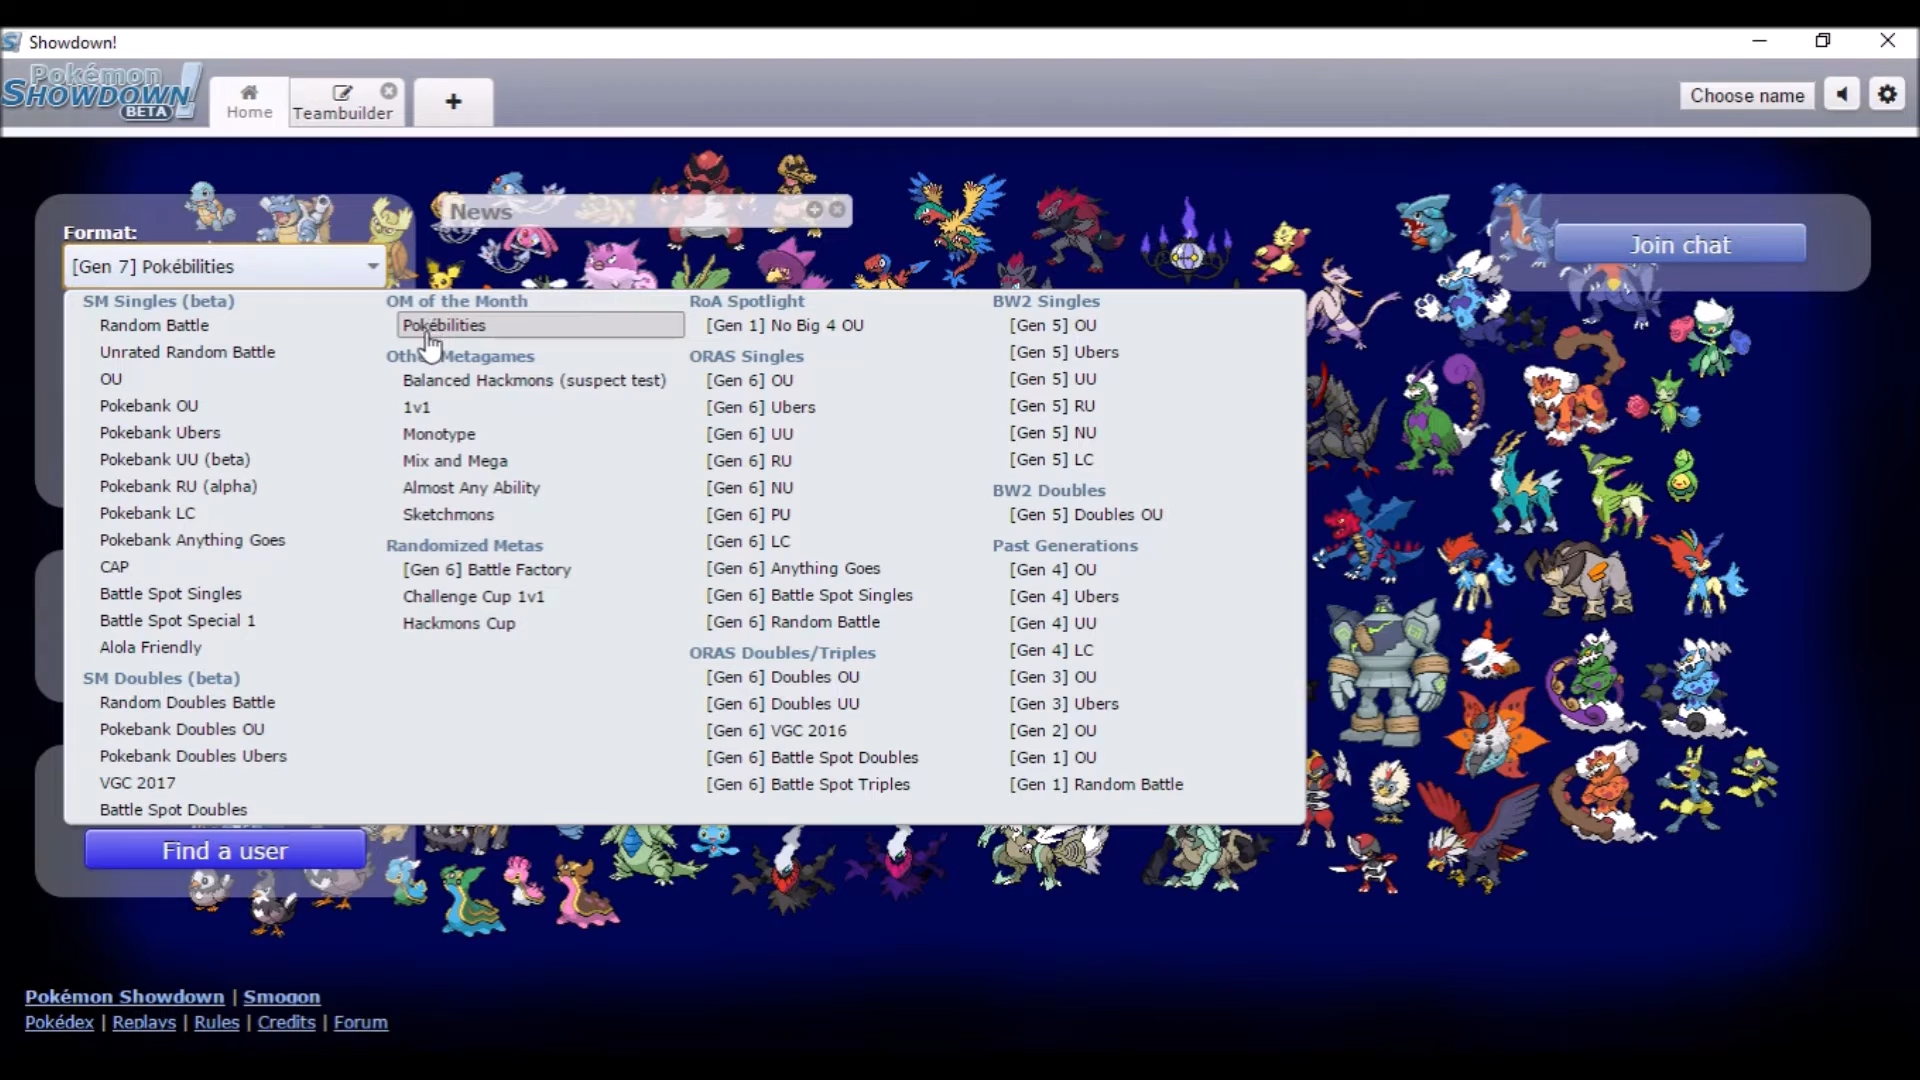 Showdown!
Pokémon
SHOWDOWN!
BETA
Home
Teambuilder
+
Choose name
Format:
[Gen 7] Pokébilities
News
Join chat
SM Singles (beta)
Random Battle
Unrated Random Battle
OU
Pokebank OU
Pokebank Ubers
Pokebank UU (beta)
Pokebank RU (alpha)
Pokebank LC
Pokebank Anything Goes
CAP
Battle Spot Singles
Battle Spot Special 1
Alola Friendly
SM Doubles (beta)
Random Doubles Battle
Pokebank Doubles OU
Pokebank Doubles Ubers
VGC 2017
Battle Spot Doubles
OM of the Month
Pokébilities
Other Metagames
Balanced Hackmons (suspect test)
1v1
Monotype
Mix and Mega
Almost Any Ability
Sketchmons
Randomized Metas
[Gen 6] Battle Factory
Challenge Cup 1v1
Hackmons Cup
RoA Spotlight
[Gen 1] No Big 4 OU
ORAS Singles
[Gen 6] OU
[Gen 6] Ubers
[Gen 6] UU
[Gen 6] RU
[Gen 6] NU
[Gen 6] PU
[Gen 6] LC
[Gen 6] Anything Goes
[Gen 6] Battle Spot Singles
[Gen 6] Random Battle
ORAS Doubles/Triples
[Gen 6] Doubles OU
[Gen 6] Doubles UU
[Gen 6] VGC 2016
[Gen 6] Battle Spot Doubles
[Gen 6] Battle Spot Triples
BW2 Singles
[Gen 5] OU
[Gen 5] Ubers
[Gen 5] UU
[Gen 5] RU
[Gen 5] NU
[Gen 5] LC
BW2 Doubles
[Gen 5] Doubles OU
Past Generations
[Gen 4] OU
[Gen 4] Ubers
[Gen 4] UU
[Gen 4] LC
[Gen 3] OU
[Gen 3] Ubers
[Gen 2] OU
[Gen 1] OU
[Gen 1] Random Battle
Find a user
Pokémon Showdown | Smogon
Pokédex | Replays | Rules | Credits | Forum